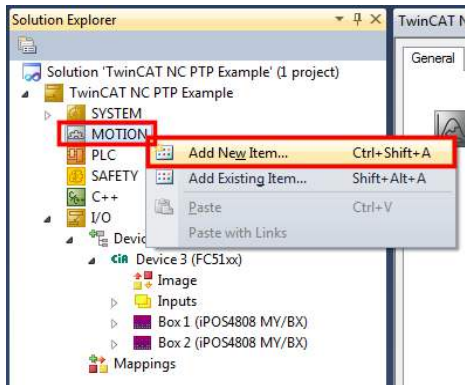 Solution Explorer
TwinCAT N
General
Solution 'TwinCAT NC PTP Example' (1 project)
TwinCAT NC PTP Example
SYSTEM
MOTION
PLC
SAFETY
C++
I/O
Devic
CiA Device 3 (FC51xx)
Image
Inputs
Box 1 (iPOS4808 MY/BX)
Box 2 (iPOS4808 MY/BX)
Mappings
Add New Item... Ctrl+Shift+A
Add Existing Item... Shift+Alt+A
Paste Ctrl+V
Paste with Links